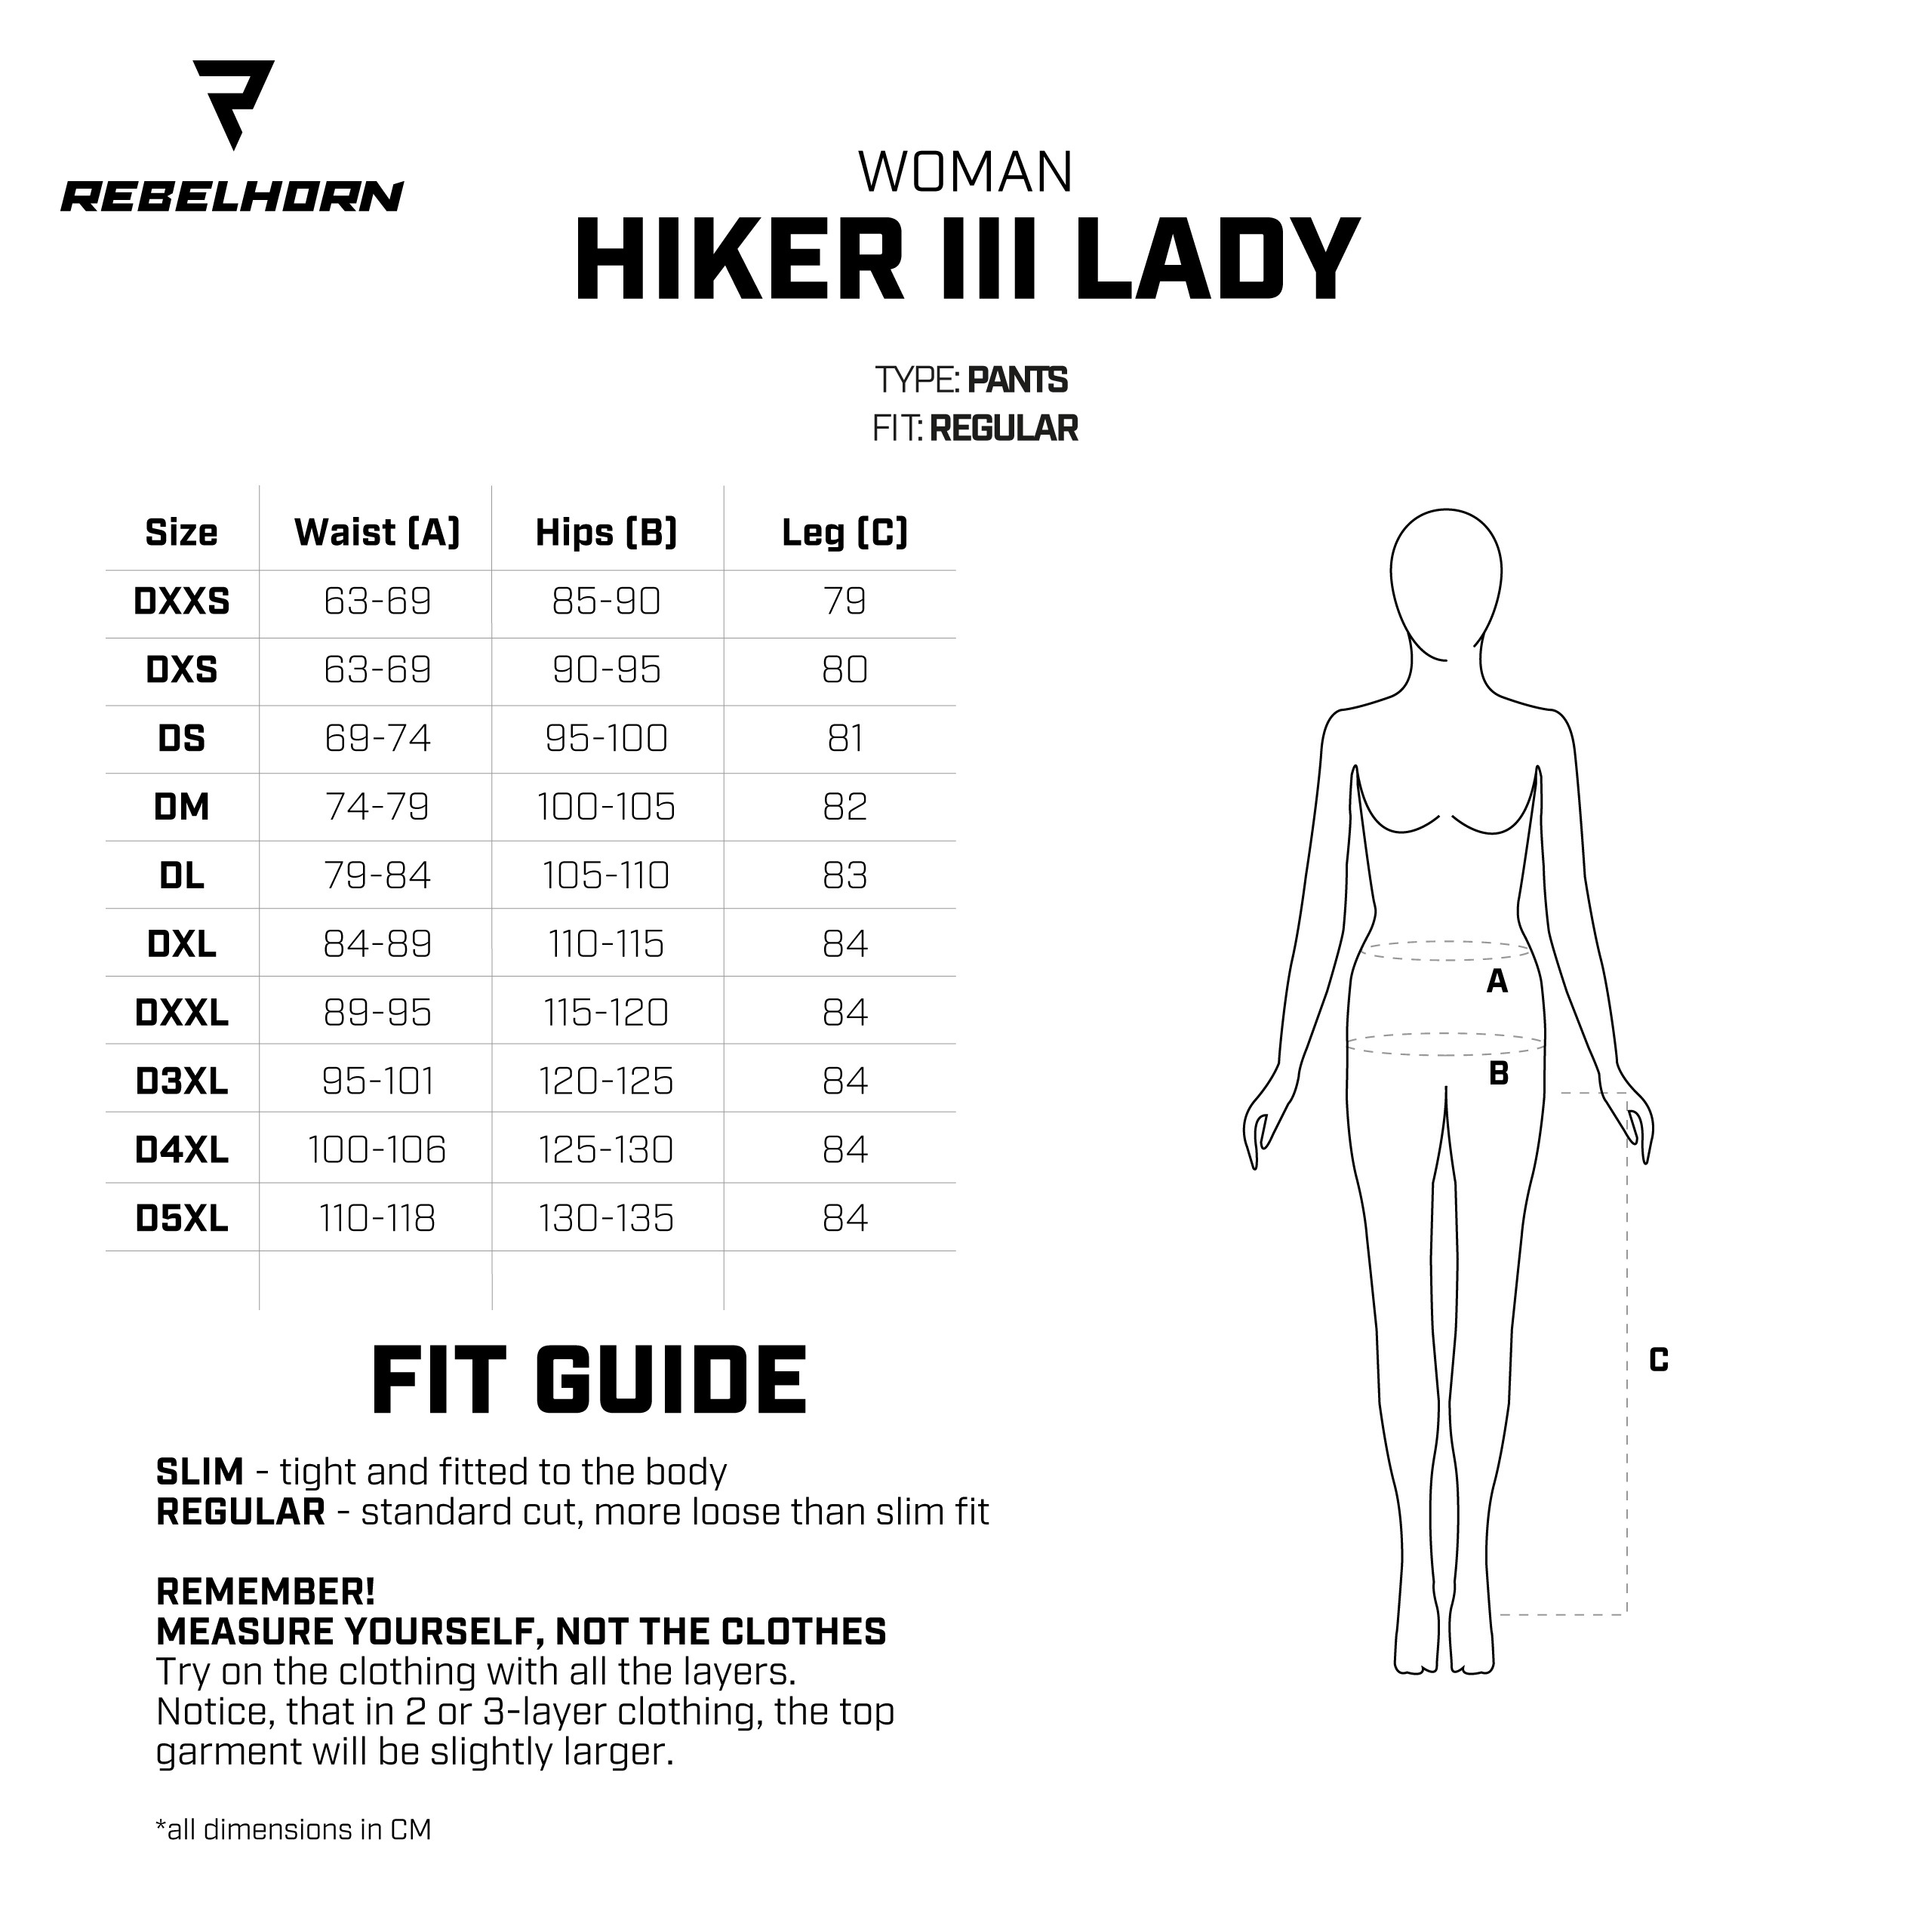 REBELHORN
WOMAN
HIKER III LADY
TYPE: PANTS
FIT: REGULAR
Size Waist (A) Hips (B) Leg (C)
DXXS 63-69 85-90 79
DXS 63-69 90-95 80
DS 69-74 95-100 81
DM 74-79 100-105 82
DL 79-84 105-110 83
DXL 84-89 110-115 84
DXXL 89-95 115-120 84
D3XL 95-101 120-125 84
D4XL 100-106 125-130 84
D5XL 110-118 130-135 84
A
B
C
FIT GUIDE
SLIM - tight and fitted to the body
REGULAR - standard cut, more loose than slim fit
REMEMBER!
MEASURE YOURSELF, NOT THE CLOTHES
Try on the clothing with all the layers.
Notice, that in 2 or 3-layer clothing, the top
garment will be slightly larger.
*all dimensions in CM